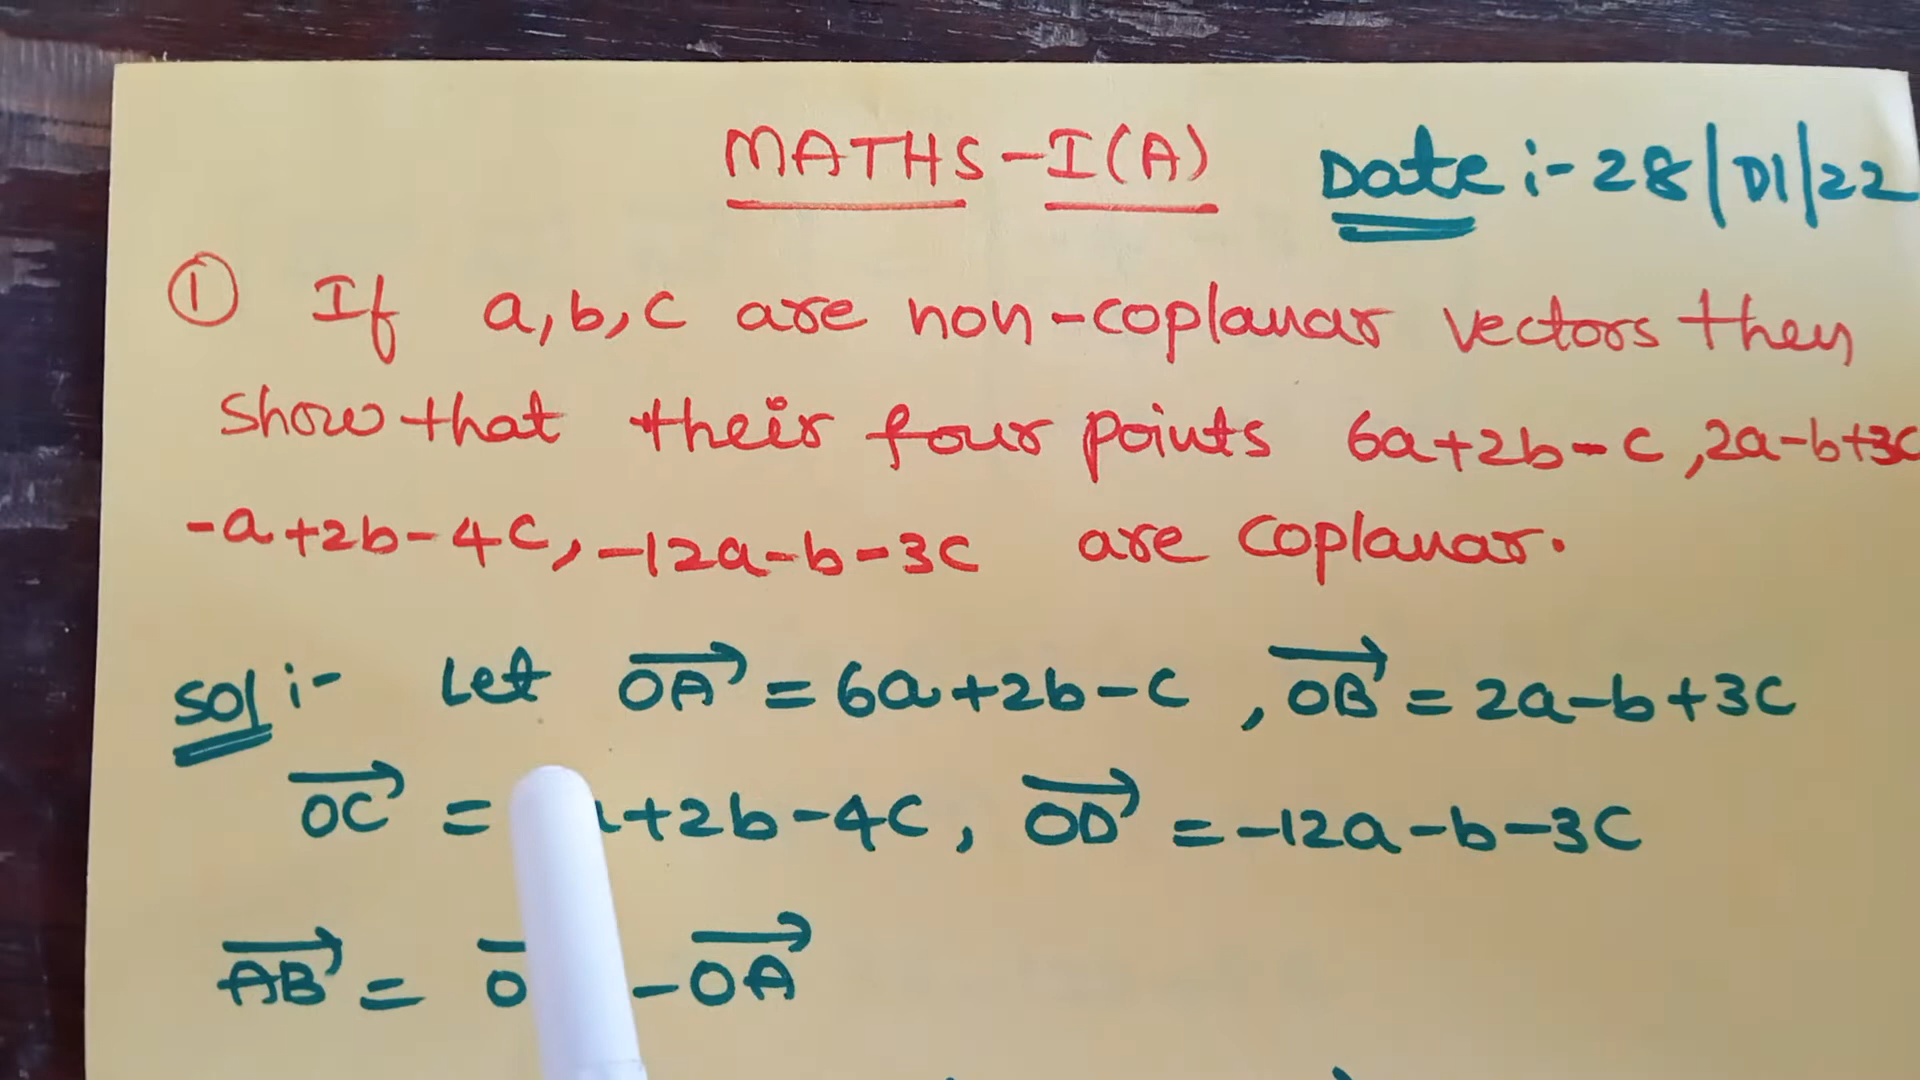 MATHS-I(A) Date :- 28/01/22
① If a,b,c are non-coplanar vectors then
show that their four points 6a+2b-c,2a-b+3c
-a+2b-4c,-12a-b-3c are coplanar.
Sol :- Let OA = 6a+2b-c , OB = 2a-b+3c
OC = +2b-4c, OD = -12a-b-3c
AB = - OA